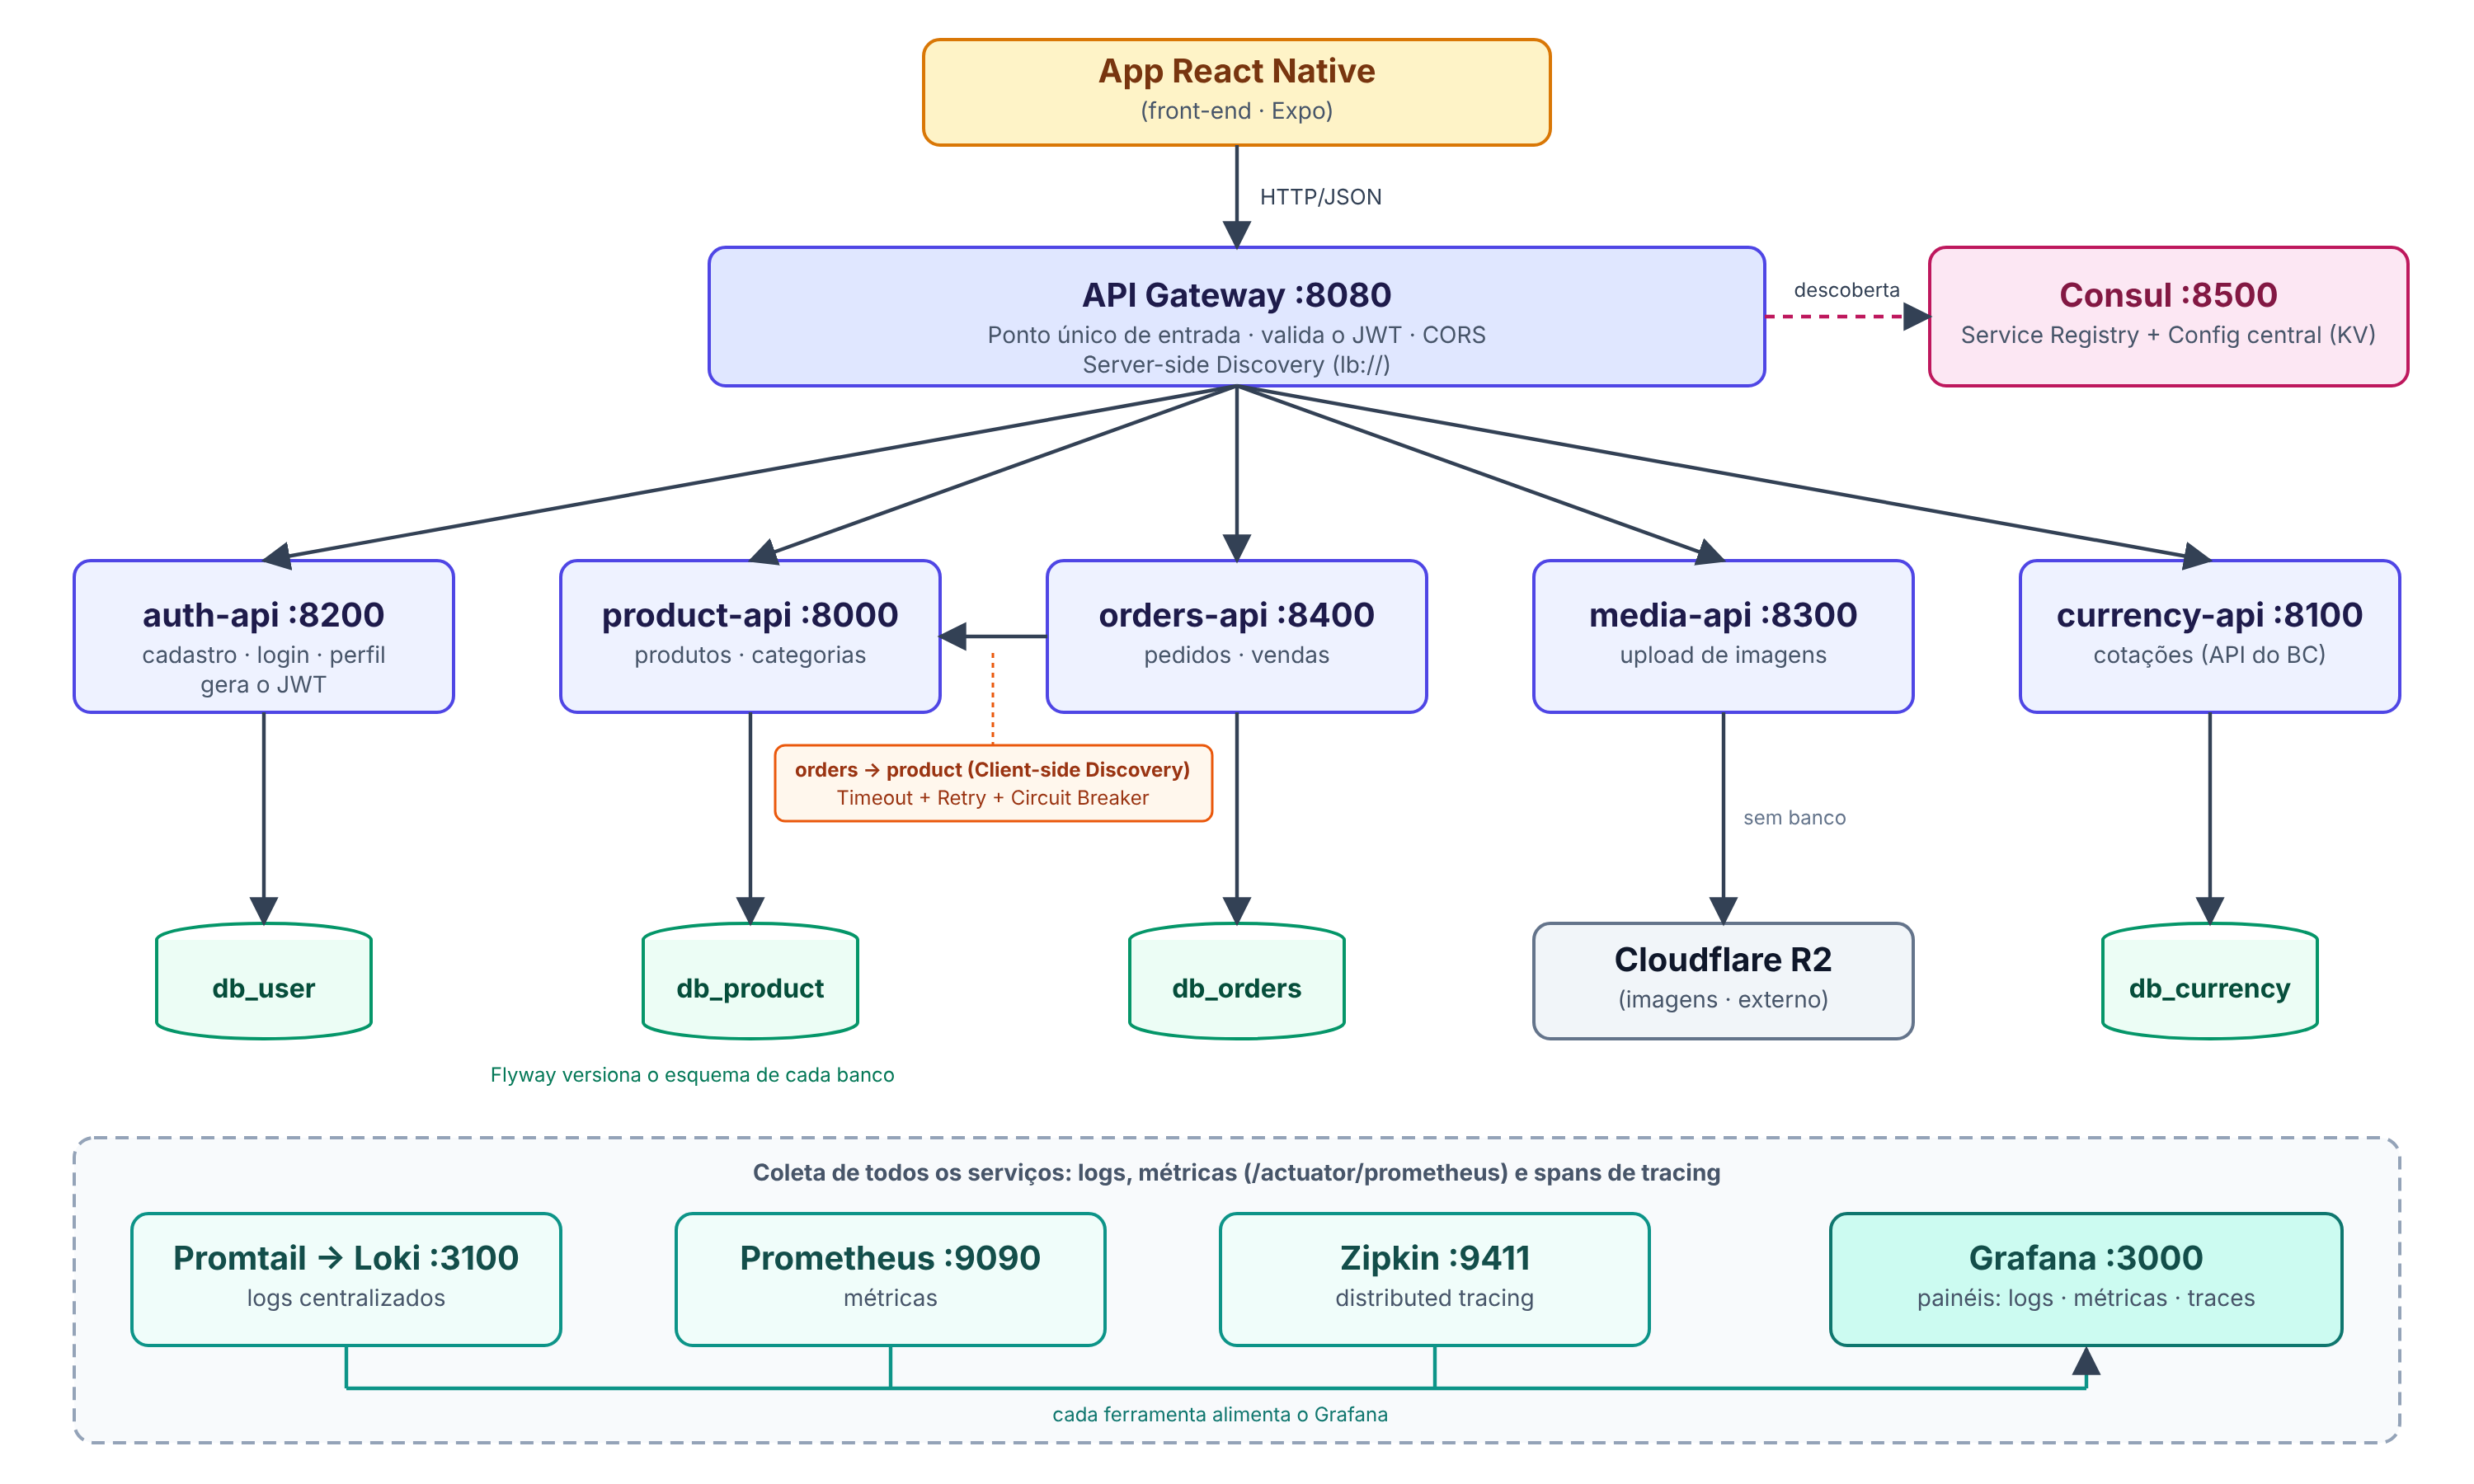 App React Native
(front-end · Expo)
HTTP/JSON
API Gateway :8080
Ponto único de entrada · valida o JWT · CORS
Server-side Discovery (lb://)
descoberta
Consul :8500
Service Registry + Config central (KV)
auth-api :8200
cadastro · login · perfil
gera o JWT
product-api :8000
produtos · categorias
orders-api :8400
pedidos · vendas
media-api :8300
upload de imagens
currency-api :8100
cotações (API do BC)
orders → product (Client-side Discovery)
Timeout + Retry + Circuit Breaker
sem banco
db_user
db_product
db_orders
Cloudflare R2
(imagens · externo)
db_currency
Flyway versiona o esquema de cada banco
Coleta de todos os serviços: logs, métricas (/actuator/prometheus) e spans de tracing
Promtail → Loki :3100
logs centralizados
Prometheus :9090
métricas
Zipkin :9411
distributed tracing
Grafana :3000
painéis: logs · métricas · traces
cada ferramenta alimenta o Grafana